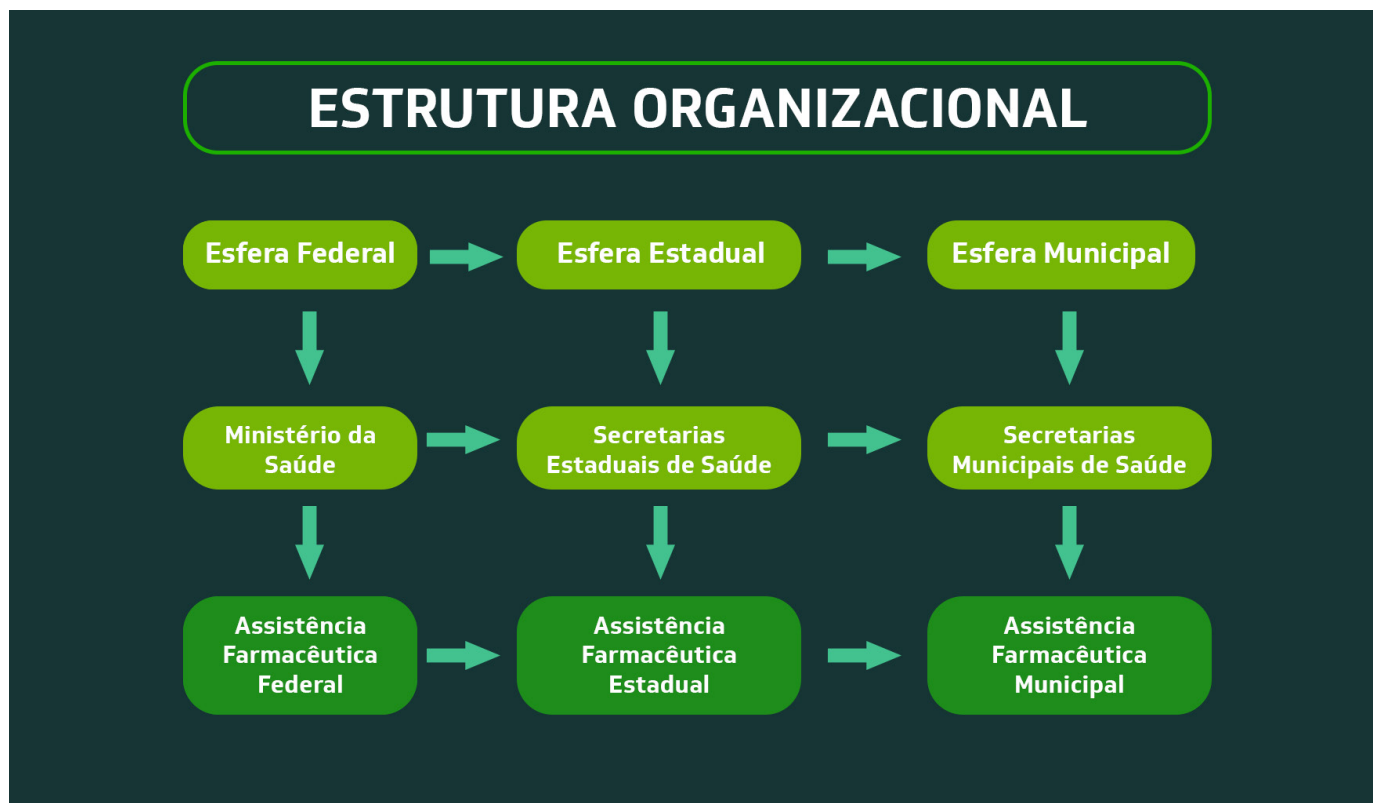 ESTRUTURA ORGANIZACIONAL
Esfera Federal
Esfera Estadual
Esfera Municipal
Ministério da
Saúde
Secretarias
Estaduais de Saúde
Secretarias
Municipais de Saúde
Assistência
Farmacêutica
Federal
Assistência
Farmacêutica
Estadual
Assistência
Farmacêutica
Municipal